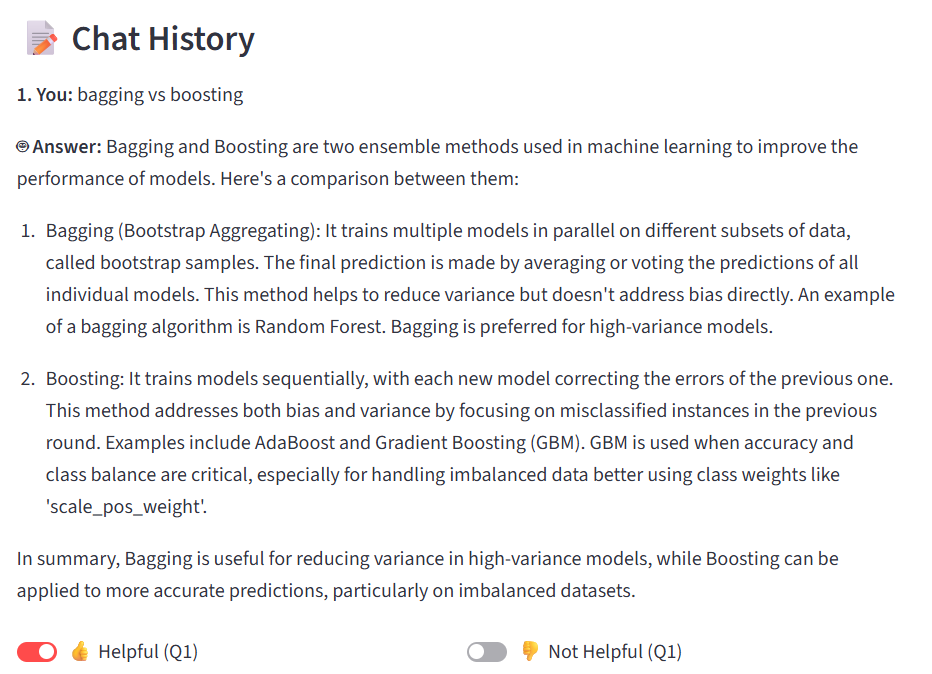 Chat History
1. You: bagging vs boosting
Answer: Bagging and Boosting are two ensemble methods used in machine learning to improve the
performance of models. Here's a comparison between them:
1. Bagging (Bootstrap Aggregating): It trains multiple models in parallel on different subsets of data,
called bootstrap samples. The final prediction is made by averaging or voting the predictions of all
individual models. This method helps to reduce variance but doesn't address bias directly. An example
of a bagging algorithm is Random Forest. Bagging is preferred for high-variance models.
2. Boosting: It trains models sequentially, with each new model correcting the errors of the previous one.
This method addresses both bias and variance by focusing on misclassified instances in the previous
round. Examples include AdaBoost and Gradient Boosting (GBM). GBM is used when accuracy and
class balance are critical, especially for handling imbalanced data better using class weights like
'scale_pos_weight'.
In summary, Bagging is useful for reducing variance in high-variance models, while Boosting can be
applied to more accurate predictions, particularly on imbalanced datasets.
👍 Helpful (Q1) 👎 Not Helpful (Q1)